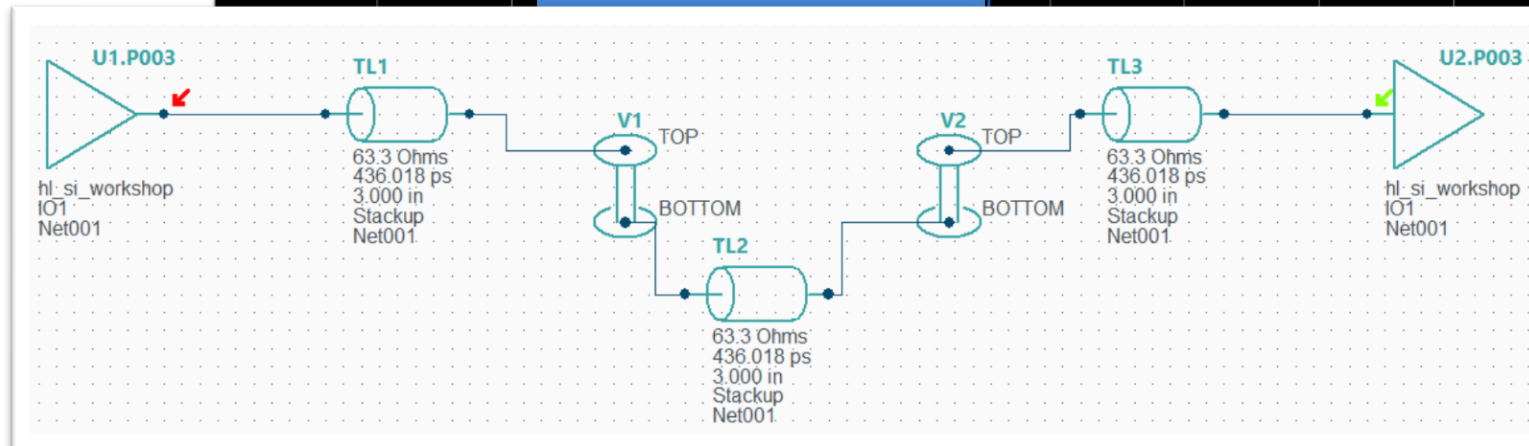 U1.P003
hl_si_workshop
IO1
Net001
TL1
63.3 Ohms
436.018 ps
3.000 in
Stackup
Net001
V1
TOP
BOTTOM
TL2
63.3 Ohms
436.018 ps
3.000 in
Stackup
Net001
V2
TOP
BOTTOM
TL3
63.3 Ohms
436.018 ps
3.000 in
Stackup
Net001
U2.P003
hl_si_workshop
IO1
Net001